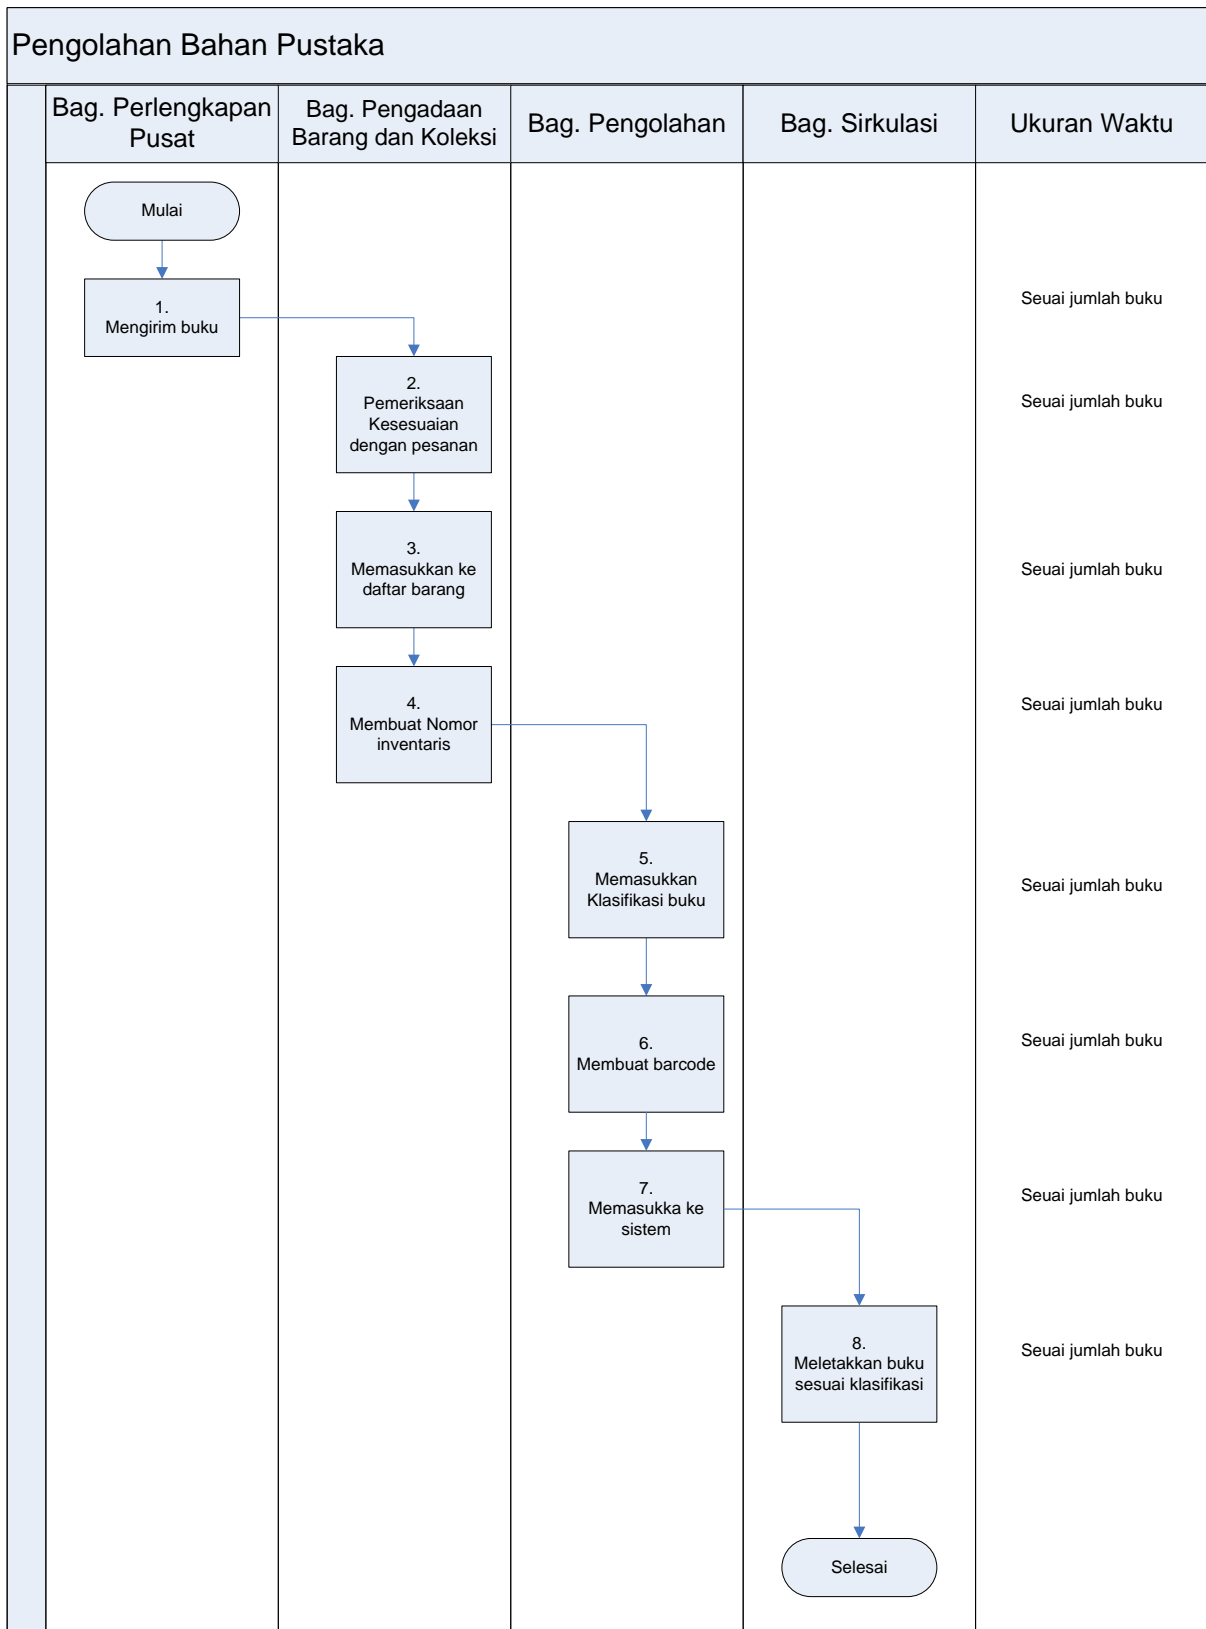 Pengolahan Bahan Pustaka
Bag. Perlengkapan
Pusat
Bag. Pengadaan
Barang dan Koleksi
Bag. Pengolahan
Bag. Sirkulasi
Ukuran Waktu
Mulai
1.
Mengirim buku
Seuai jumlah buku
2.
Pemeriksaan
Kesesuaian
dengan pesanan
Seuai jumlah buku
3.
Memasukkan ke
daftar barang
Seuai jumlah buku
4.
Membuat Nomor
inventaris
Seuai jumlah buku
5.
Memasukkan
Klasifikasi buku
Seuai jumlah buku
6.
Membuat barcode
Seuai jumlah buku
7.
Memasukka ke
sistem
Seuai jumlah buku
8.
Meletakkan buku
sesuai klasifikasi
Seuai jumlah buku
Selesai